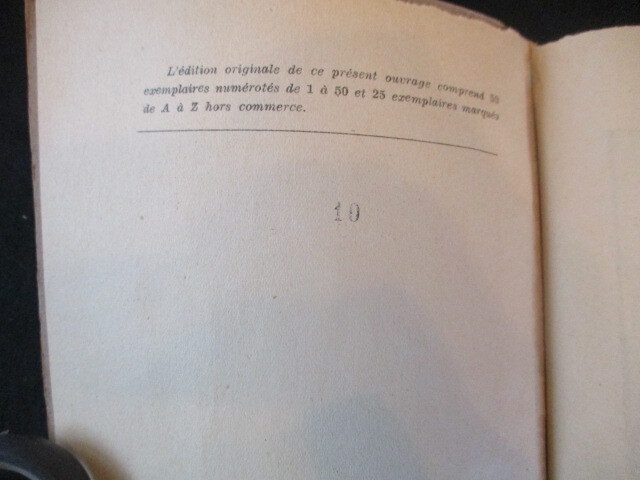 L'édition originale de ce présent ouvrage comprend 50
exemplaires numérotés de 1 à 50 et 25 exemplaires marqués
de A à Z hors commerce.
10